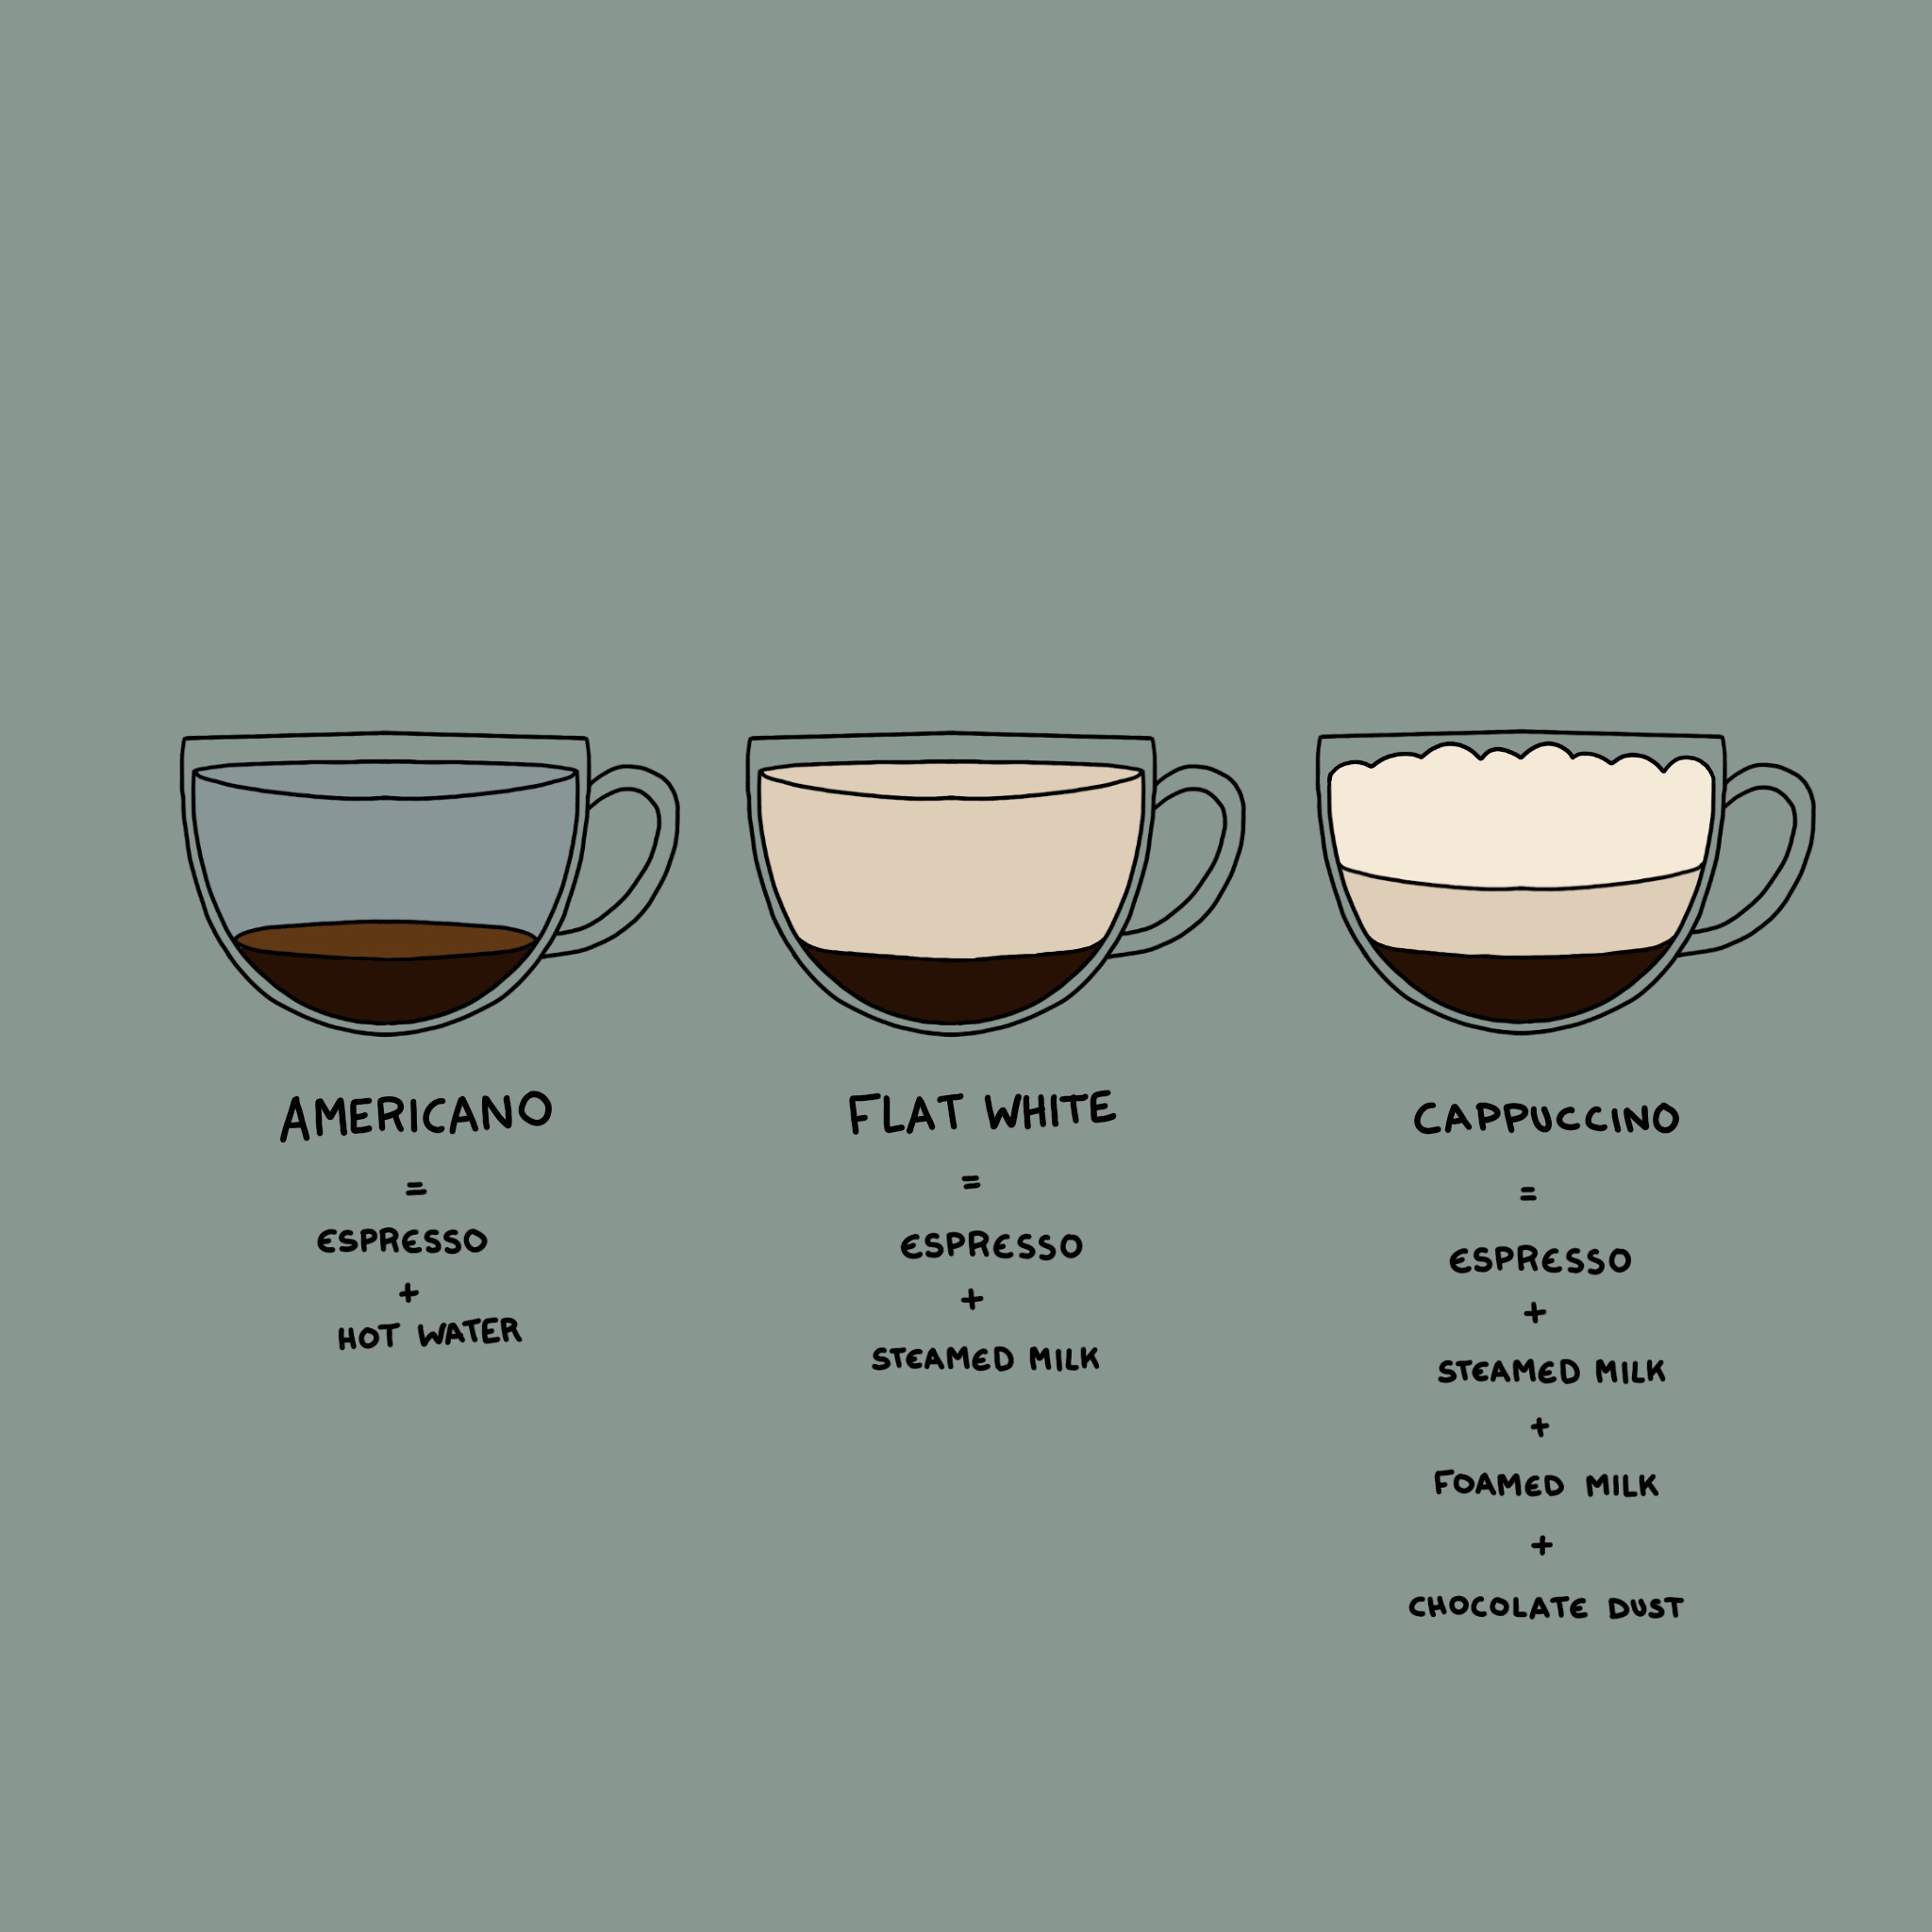 AMERICANO
=
ESPRESSO
+
HOT WATER
FLAT WHITE
=
ESPRESSO
+
STEAMED MILK
CAPPUCCINO
=
ESPRESSO
+
STEAMED MILK
+
FOAMED MILK
+
CHOCOLATE DUST